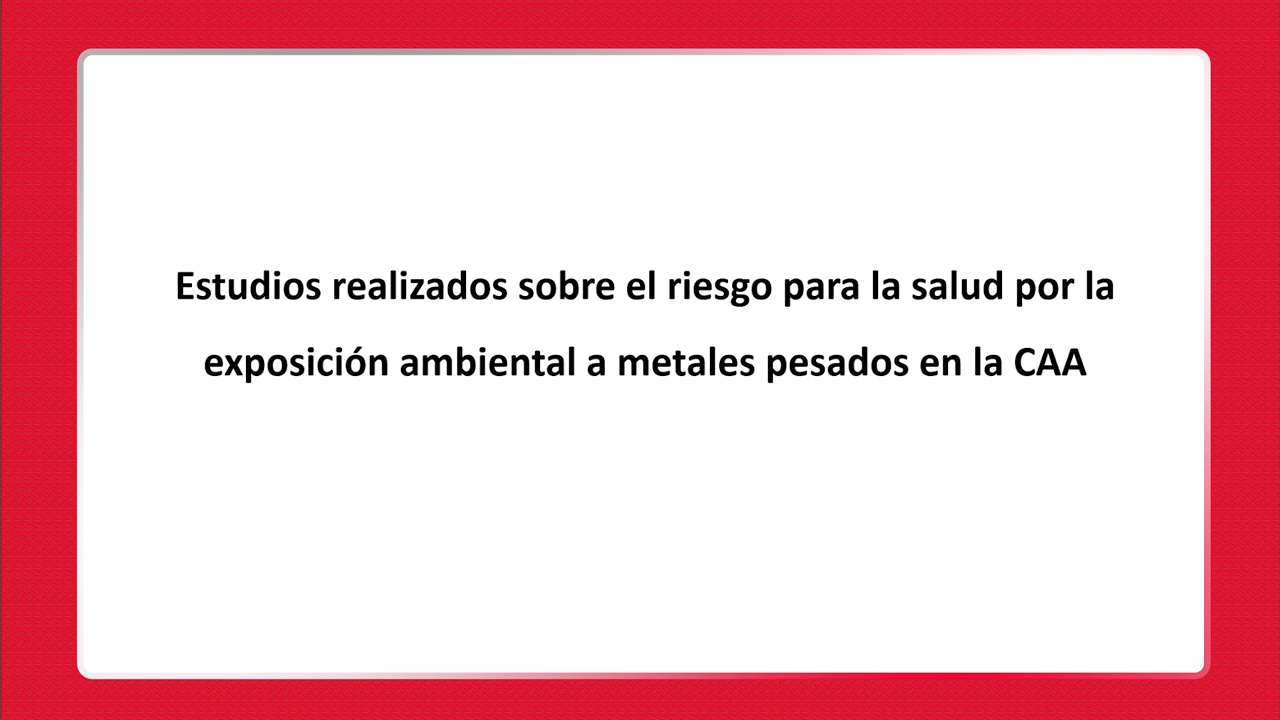 Estudios realizados sobre el riesgo para la salud por la
exposición ambiental a metales pesados en la CAA